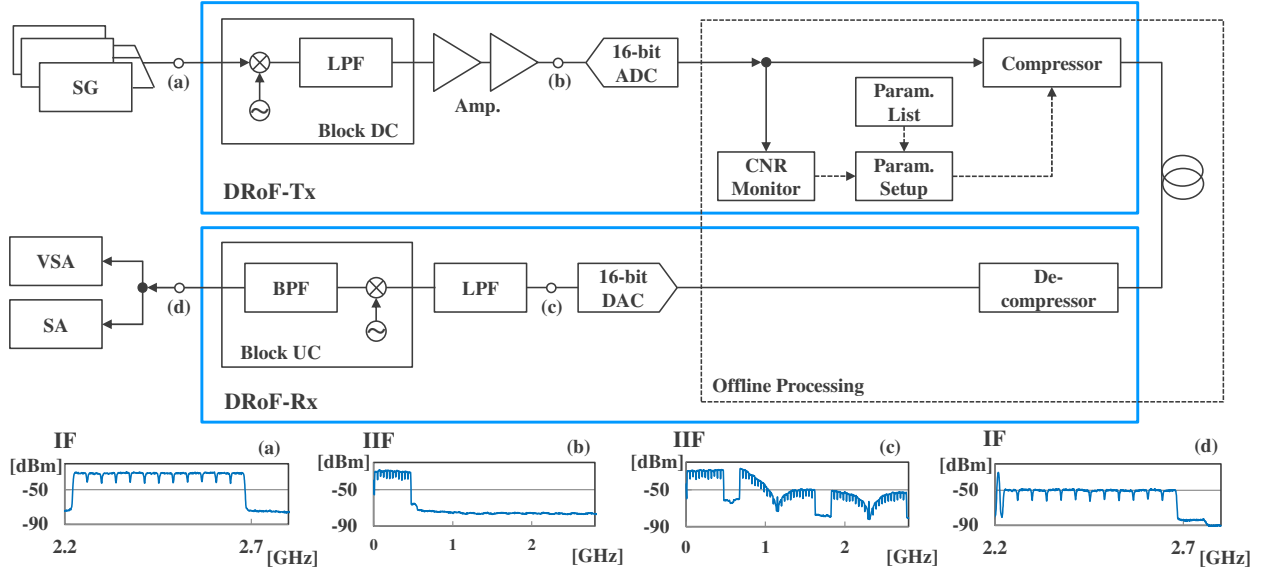 SG
(a)
LPF
Block DC
Amp.
(b)
16-bit
ADC
Compressor
Param.
List
CNR
Monitor
Param.
Setup
DRoF-Tx
VSA
SA
(d)
BPF
Block UC
LPF
(c)
16-bit
DAC
De-
compressor
Offline Processing
DRoF-Rx
IF
(a)
[dBm]
-50
-90
2.2
2.7
[GHz]
IIF
(b)
[dBm]
-50
-90
0
1
2
[GHz]
IIF
(c)
[dBm]
-50
-90
0
1
2
[GHz]
IF
(d)
[dBm]
-50
-90
2.2
2.7
[GHz]